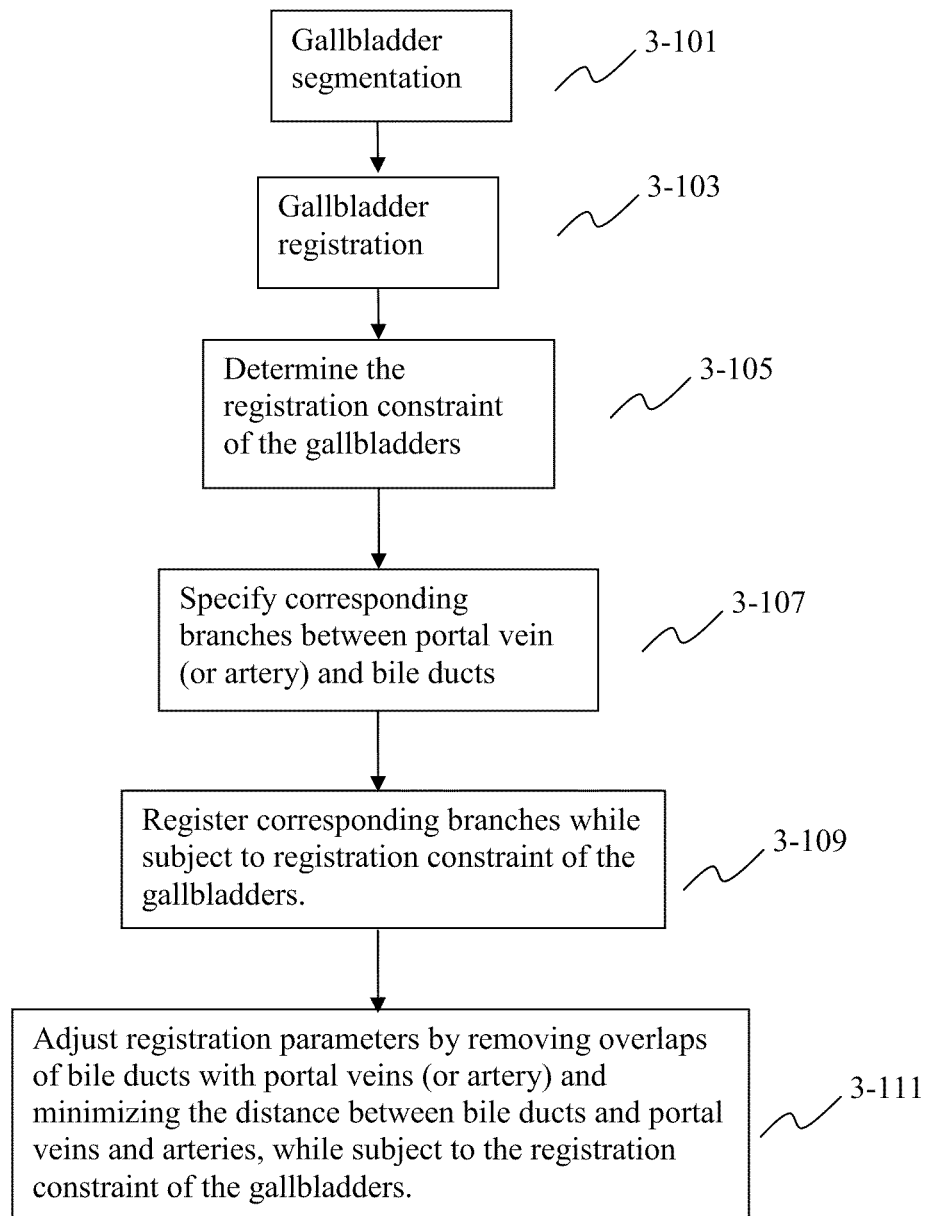 Gallbladder
segmentation
3-101
Gallbladder
registration
3-103
Determine the
registration constraint
of the gallbladders
3-105
Specify corresponding
branches between portal vein
(or artery) and bile ducts
3-107
Register corresponding branches while
subject to registration constraint of the
gallbladders.
3-109
Adjust registration parameters by removing overlaps
of bile ducts with portal veins (or artery) and
minimizing the distance between bile ducts and portal
veins and arteries, while subject to the registration
constraint of the gallbladders.
3-111